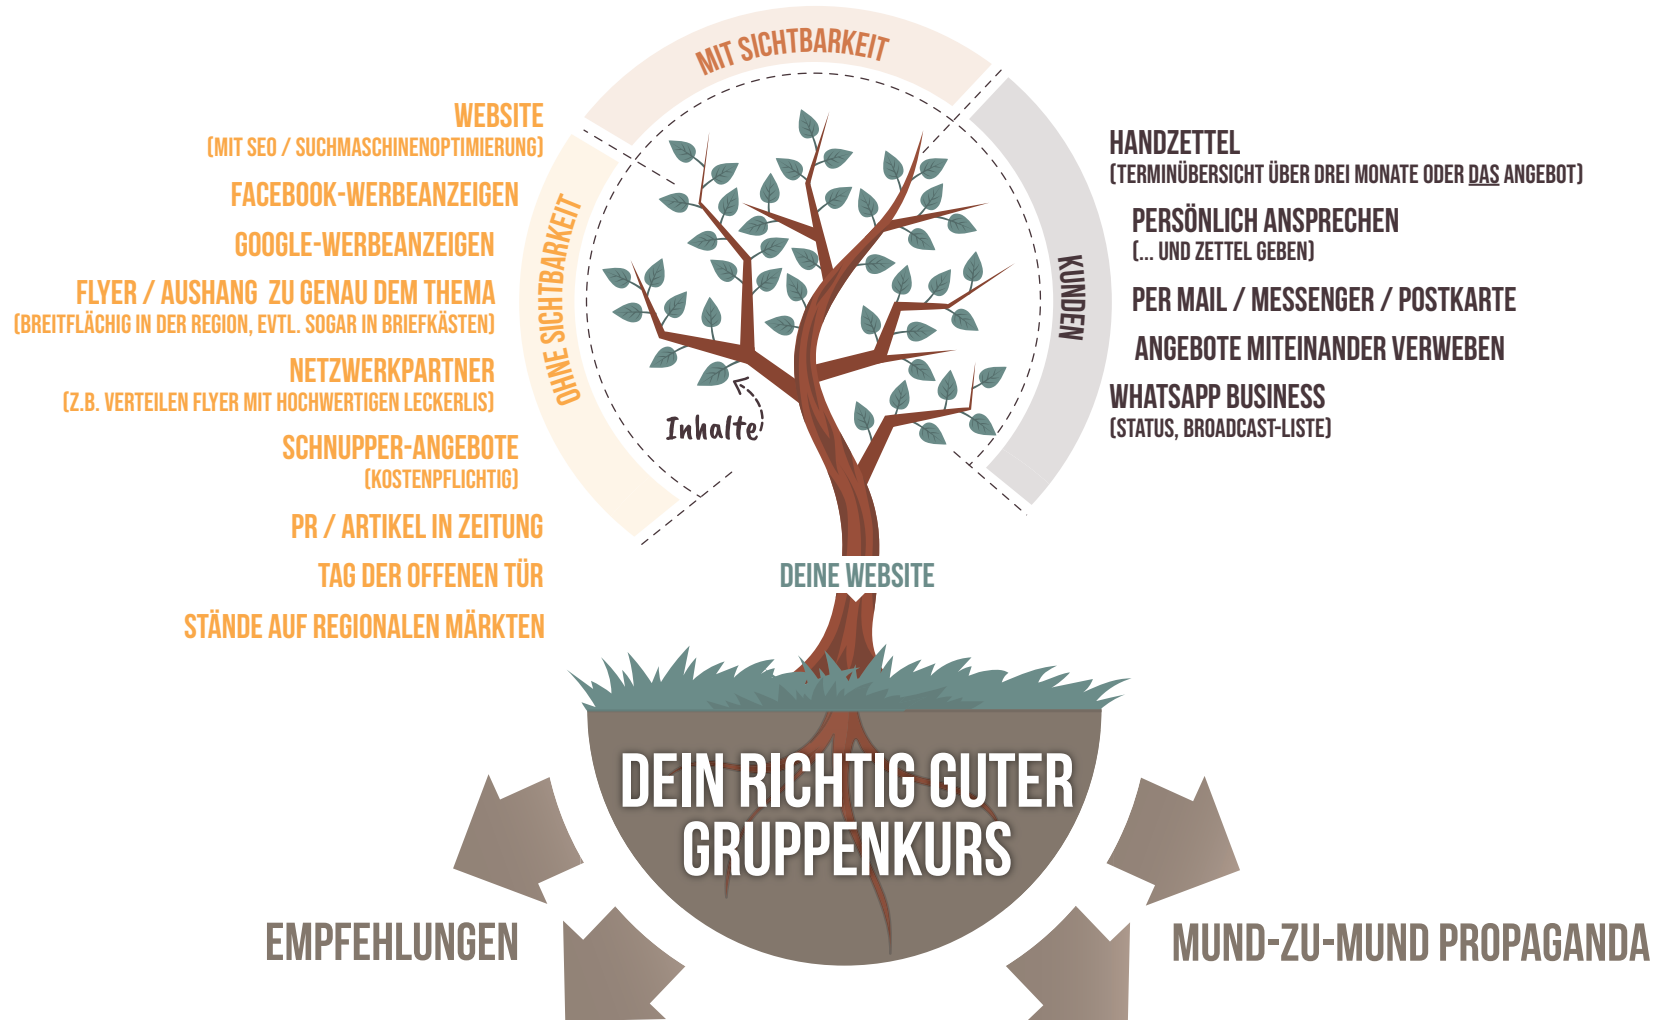 MIT SICHTBARKEIT
OHNE SICHTBARKEIT
KUNDEN
WEBSITE
(MIT SEO / SUCHMASCHINENOPTIMIERUNG)
FACEBOOK-WERBEANZEIGEN
GOOGLE-WERBEANZEIGEN
FLYER / AUSHANG ZU GENAU DEM THEMA
(BREITFLÄCHIG IN DER REGION, EVTL. SOGAR IN BRIEFKÄSTEN)
NETZWERKPARTNER
(Z.B. VERTEILEN FLYER MIT HOCHWERTIGEN LECKERLIS)
SCHNUPPER-ANGEBOTE
(KOSTENPFLICHTIG)
PR / ARTIKEL IN ZEITUNG
TAG DER OFFENEN TÜR
STÄNDE AUF REGIONALEN MÄRKTEN
HANDZETTEL
(TERMINÜBERSICHT ÜBER DREI MONATE ODER DAS ANGEBOT)
PERSÖNLICH ANSPRECHEN
(... UND ZETTEL GEBEN)
PER MAIL / MESSENGER / POSTKARTE
ANGEBOTE MITEINANDER VERWEBEN
WHATSAPP BUSINESS
(STATUS, BROADCAST-LISTE)
Inhalte
DEINE WEBSITE
DEIN RICHTIG GUTER
GRUPPENKURS
EMPFEHLUNGEN
MUND-ZU-MUND PROPAGANDA